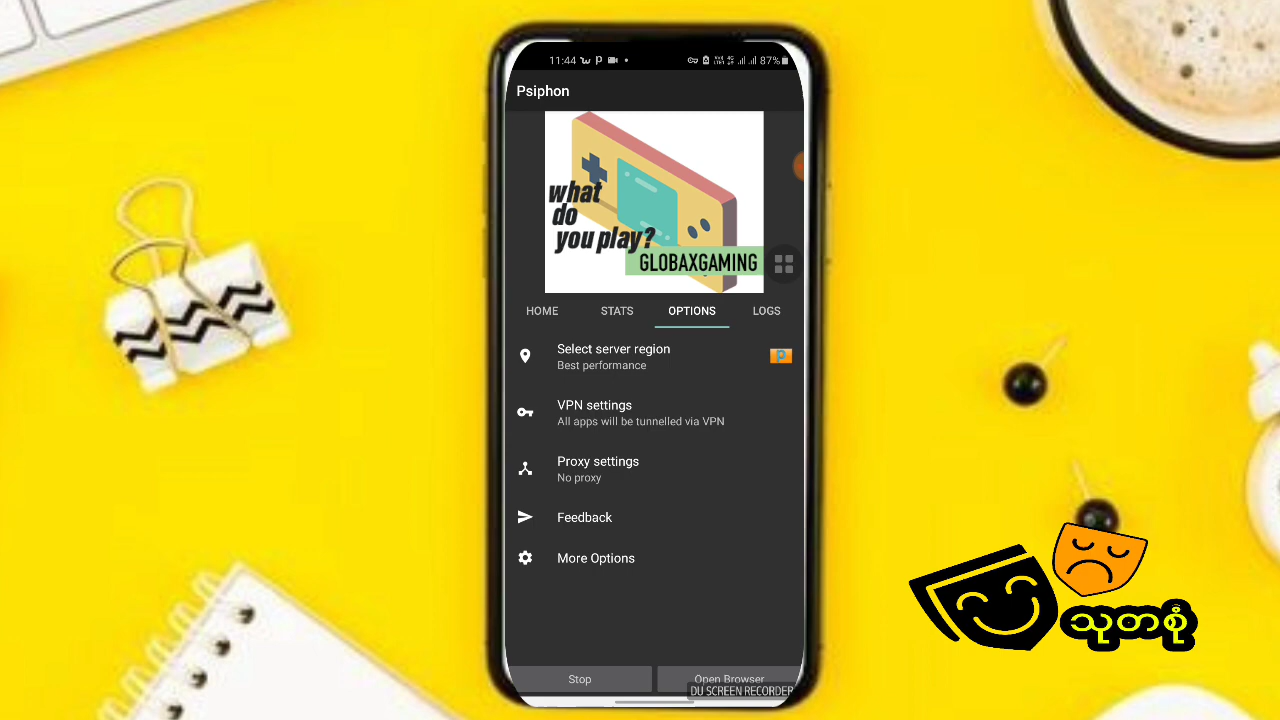 11:44
87%
Psiphon
what
do
you play?
GLOBAXGAMING
HOME STATS OPTIONS LOGS
Select server region
Best performance
P
VPN settings
All apps will be tunnelled via VPN
Proxy settings
No proxy
Feedback
More Options
Stop Open Browser
DU SCREEN RECORDER
သုတစုံ